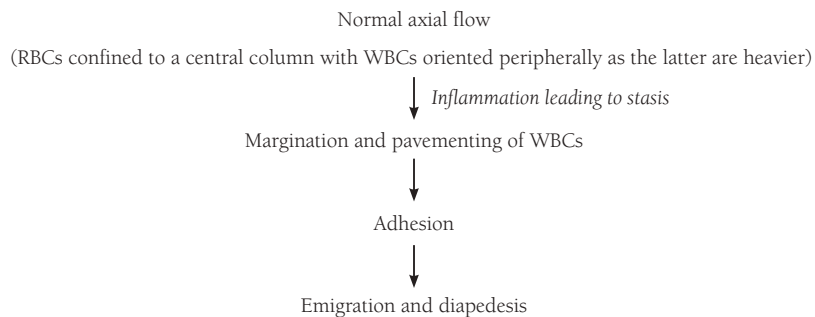 Normal axial flow
(RBCs confined to a central column with WBCs oriented peripherally as the latter are heavier)
Inflammation leading to stasis
Margination and pavementing of WBCs
Adhesion
Emigration and diapedesis